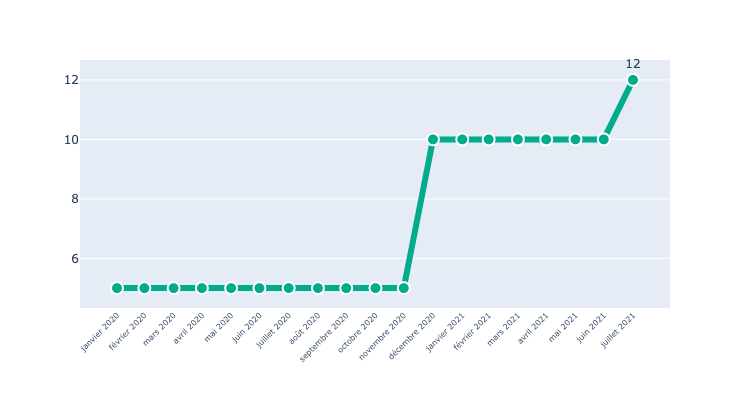 12
12
10
8
6
janvier 2020
février 2020
mars 2020
avril 2020
mai 2020
juin 2020
juillet 2020
août 2020
septembre 2020
octobre 2020
novembre 2020
décembre 2020
janvier 2021
février 2021
mars 2021
avril 2021
mai 2021
juin 2021
juillet 2021